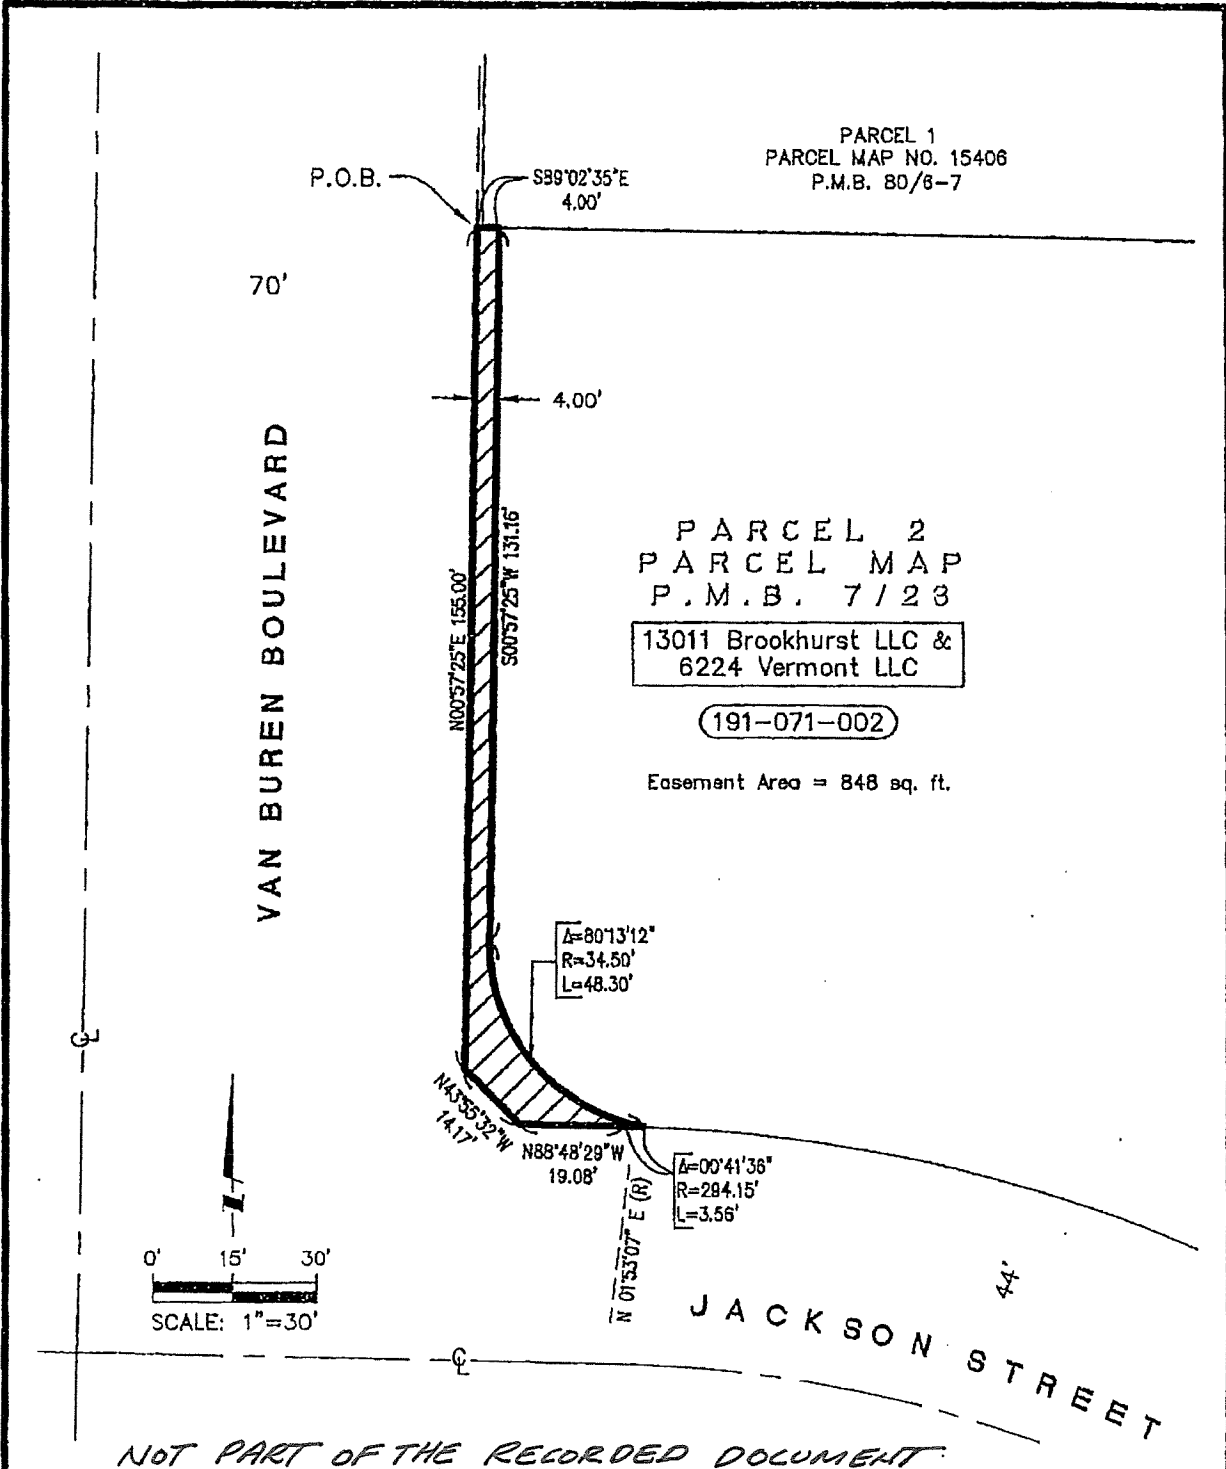 PARCEL 1
PARCEL MAP NO. 15406
P.M.B. 80/6-7
P.O.B.
S89°02'35"E
4.00'
70'
4.00'
VAN BUREN BOULEVARD
N00°57'25"E 155.00'
S00°57'25"W 131.16'
PARCEL 2
PARCEL MAP
P.M.B. 7/23
13011 Brookhurst LLC &
6224 Vermont LLC
191-071-002
Easement Area = 848 sq. ft.
Δ=80°13'12"
R=34.50'
L=48.30'
N43°55'32"W
14.17'
N88°48'29"W
19.08'
N 01°53'07" E (R)
Δ=00°41'36"
R=294.15'
L=3.56'
0' 15' 30'
SCALE: 1"=30'
44'
JACKSON STREET
NOT PART OF THE RECORDED DOCUMENT